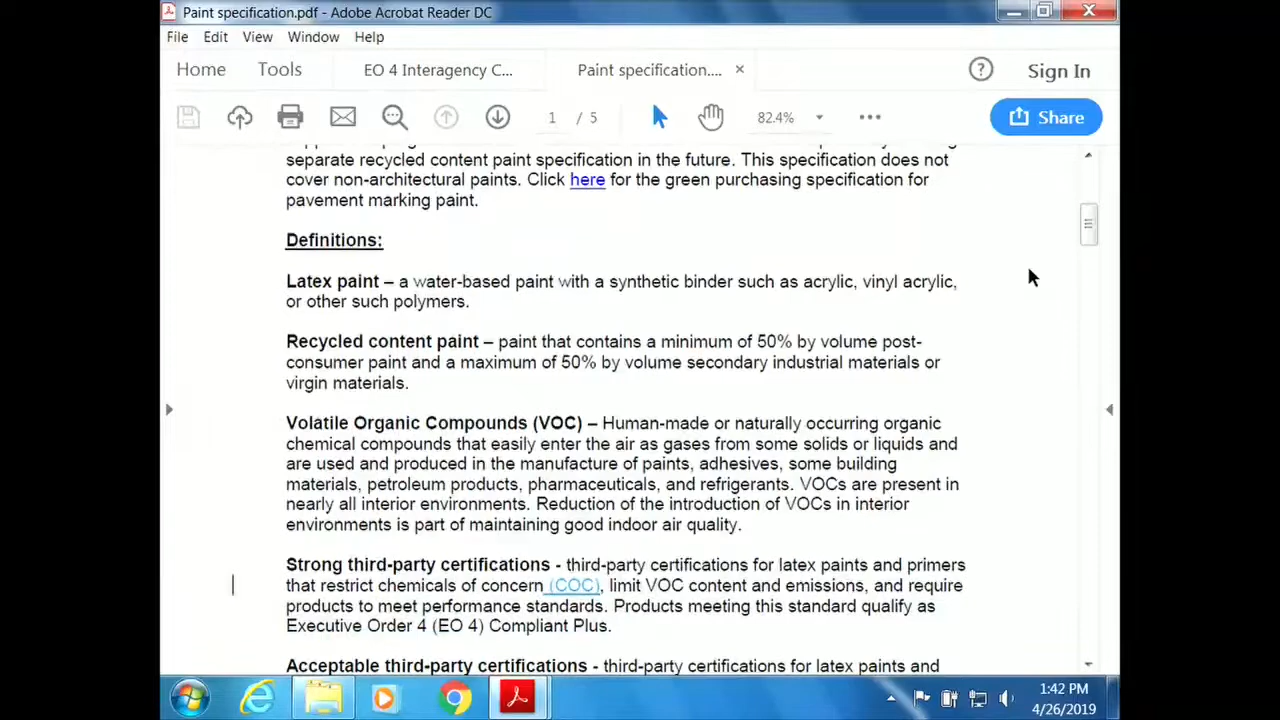 Paint specification.pdf - Adobe Acrobat Reader DC
File Edit View Window Help
Home Tools EO 4 Interagency C... Paint specification.... × ? Sign In
1 / 5 82.4% Share
separate recycled content paint specification in the future. This specification does not
cover non-architectural paints. Click here for the green purchasing specification for
pavement marking paint.
Definitions:
Latex paint – a water-based paint with a synthetic binder such as acrylic, vinyl acrylic,
or other such polymers.
Recycled content paint – paint that contains a minimum of 50% by volume post-
consumer paint and a maximum of 50% by volume secondary industrial materials or
virgin materials.
Volatile Organic Compounds (VOC) – Human-made or naturally occurring organic
chemical compounds that easily enter the air as gases from some solids or liquids and
are used and produced in the manufacture of paints, adhesives, some building
materials, petroleum products, pharmaceuticals, and refrigerants. VOCs are present in
nearly all interior environments. Reduction of the introduction of VOCs in interior
environments is part of maintaining good indoor air quality.
Strong third-party certifications - third-party certifications for latex paints and primers
that restrict chemicals of concern (COC), limit VOC content and emissions, and require
products to meet performance standards. Products meeting this standard qualify as
Executive Order 4 (EO 4) Compliant Plus.
Acceptable third-party certifications - third-party certifications for latex paints and
1:42 PM
4/26/2019